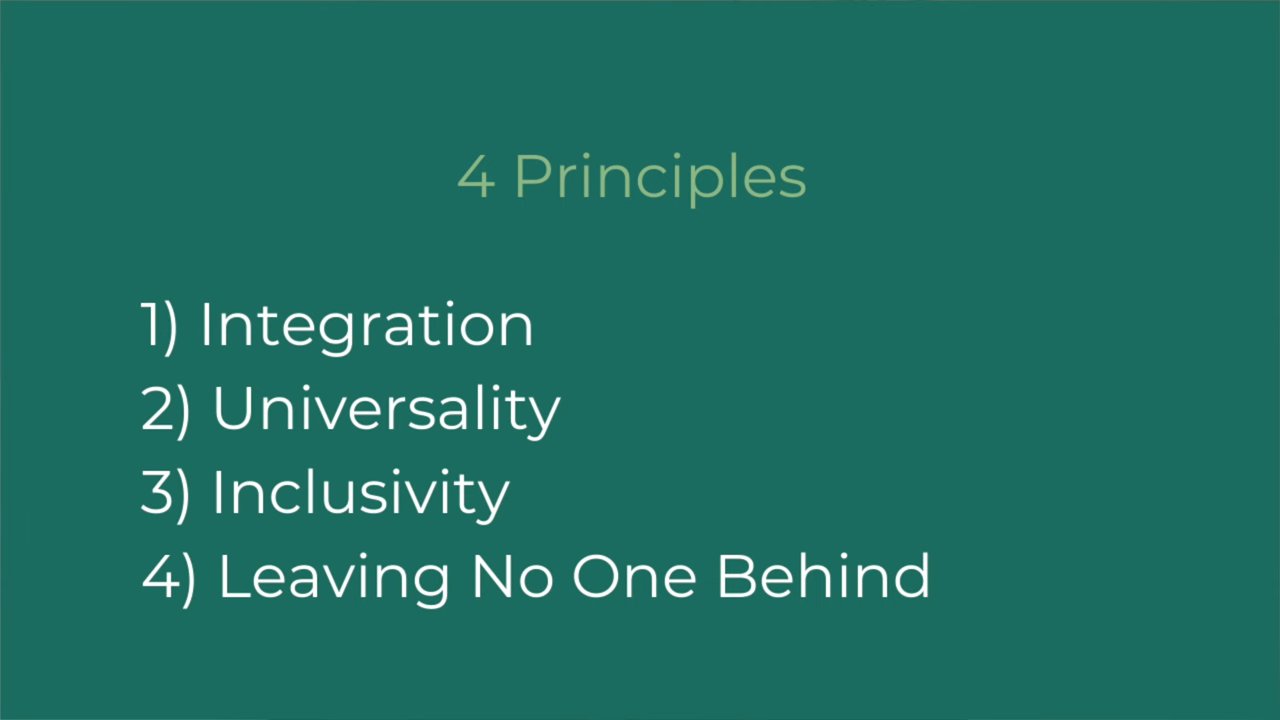 4 Principles
1) Integration
2) Universality
3) Inclusivity
4) Leaving No One Behind